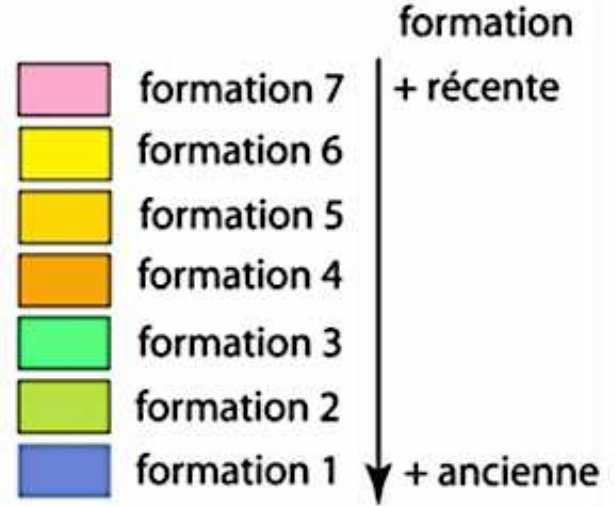 formation
formation 7 + récente
formation 6
formation 5
formation 4
formation 3
formation 2
formation 1 + ancienne